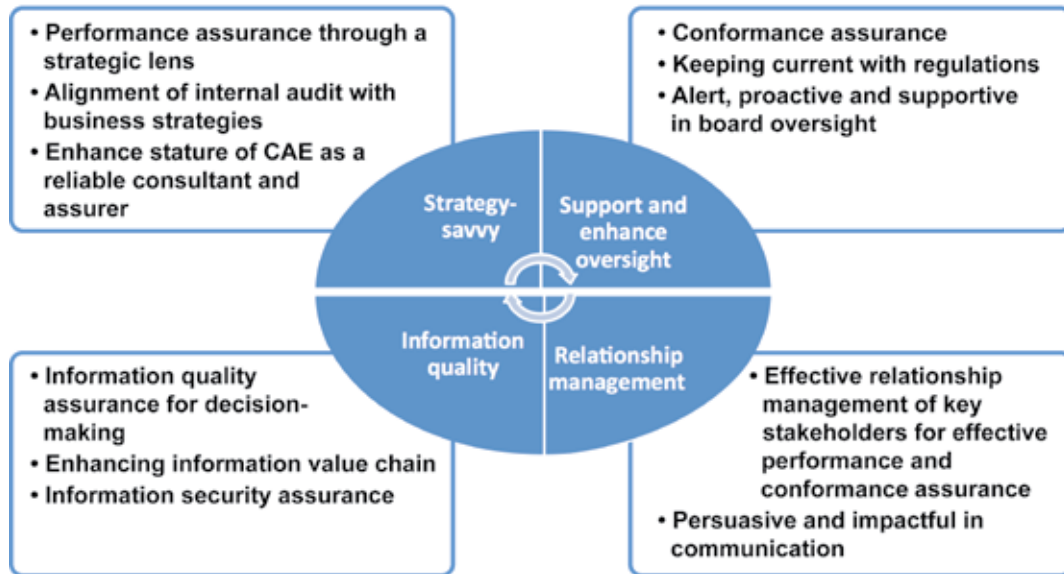 • Performance assurance through a
strategic lens
• Alignment of internal audit with
business strategies
• Enhance stature of CAE as a
reliable consultant and
assurer
• Conformance assurance
• Keeping current with regulations
• Alert, proactive and supportive
in board oversight
Strategy-
savvy
Support and
enhance
oversight
Information
quality
Relationship
management
• Information quality
assurance for decision-
making
• Enhancing information value chain
• Information security assurance
• Effective relationship
management of key
stakeholders for effective
performance and
conformance assurance
• Persuasive and impactful in
communication